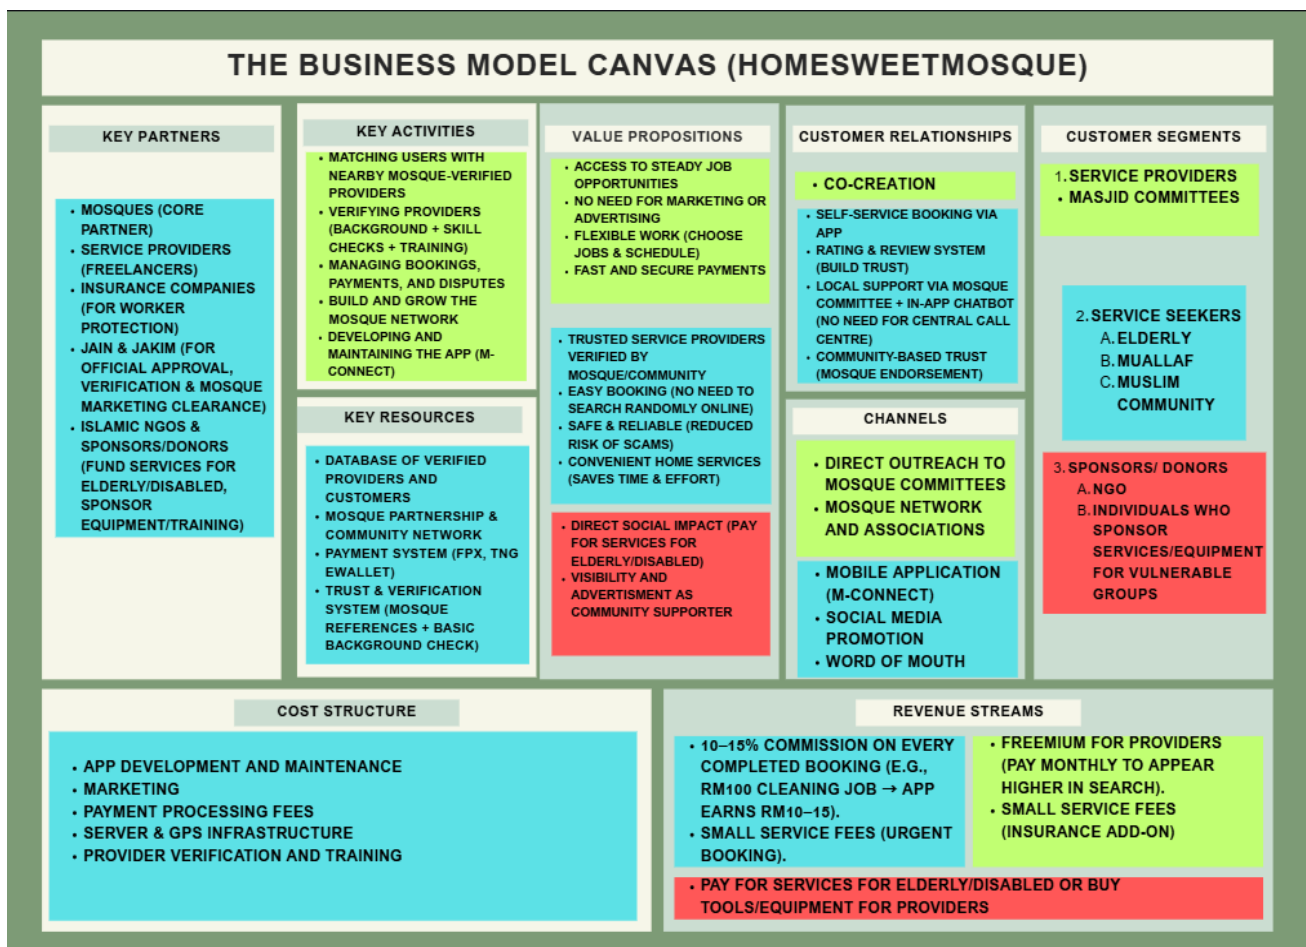 THE BUSINESS MODEL CANVAS (HOMESWEETMOSQUE)
KEY PARTNERS
• MOSQUES (CORE
PARTNER)
• SERVICE PROVIDERS
(FREELANCERS)
• INSURANCE COMPANIES
(FOR WORKER
PROTECTION)
• JAIN & JAKIM (FOR
OFFICIAL APPROVAL,
VERIFICATION & MOSQUE
MARKETING CLEARANCE)
• ISLAMIC NGOS &
SPONSORS/DONORS
(FUND SERVICES FOR
ELDERLY/DISABLED,
SPONSOR
EQUIPMENT/TRAINING)
KEY ACTIVITIES
• MATCHING USERS WITH
NEARBY MOSQUE-VERIFIED
PROVIDERS
• VERIFYING PROVIDERS
(BACKGROUND + SKILL
CHECKS + TRAINING)
• MANAGING BOOKINGS,
PAYMENTS, AND DISPUTES
• BUILD AND GROW THE
MOSQUE NETWORK
• DEVELOPING AND
MAINTAINING THE APP (M-
CONNECT)
KEY RESOURCES
• DATABASE OF VERIFIED
PROVIDERS AND
CUSTOMERS
• MOSQUE PARTNERSHIP &
COMMUNITY NETWORK
• PAYMENT SYSTEM (FPX, TNG
EWALLET)
• TRUST & VERIFICATION
SYSTEM (MOSQUE
REFERENCES + BASIC
BACKGROUND CHECK)
VALUE PROPOSITIONS
• ACCESS TO STEADY JOB
OPPORTUNITIES
• NO NEED FOR MARKETING OR
ADVERTISING
• FLEXIBLE WORK (CHOOSE
JOBS & SCHEDULE)
• FAST AND SECURE PAYMENTS
• TRUSTED SERVICE PROVIDERS
VERIFIED BY
MOSQUE/COMMUNITY
• EASY BOOKING (NO NEED TO
SEARCH RANDOMLY ONLINE)
• SAFE & RELIABLE (REDUCED
RISK OF SCAMS)
• CONVENIENT HOME SERVICES
(SAVES TIME & EFFORT)
• DIRECT SOCIAL IMPACT (PAY
FOR SERVICES FOR
ELDERLY/DISABLED)
• VISIBILITY AND
ADVERTISMENT AS
COMMUNITY SUPPORTER
CUSTOMER RELATIONSHIPS
• CO-CREATION
• SELF-SERVICE BOOKING VIA
APP
• RATING & REVIEW SYSTEM
(BUILD TRUST)
• LOCAL SUPPORT VIA MOSQUE
COMMITTEE + IN-APP CHATBOT
(NO NEED FOR CENTRAL CALL
CENTRE)
• COMMUNITY-BASED TRUST
(MOSQUE ENDORSEMENT)
CHANNELS
• DIRECT OUTREACH TO
MOSQUE COMMITTEES
• MOSQUE NETWORK
AND ASSOCIATIONS
• MOBILE APPLICATION
(M-CONNECT)
• SOCIAL MEDIA
PROMOTION
• WORD OF MOUTH
CUSTOMER SEGMENTS
1. SERVICE PROVIDERS
• MASJID COMMITTEES
2. SERVICE SEEKERS
A. ELDERLY
B. MUALLAF
C. MUSLIM
COMMUNITY
3. SPONSORS/ DONORS
A. NGO
B. INDIVIDUALS WHO
SPONSOR
SERVICES/EQUIPMENT
FOR VULNERABLE
GROUPS
COST STRUCTURE
• APP DEVELOPMENT AND MAINTENANCE
• MARKETING
• PAYMENT PROCESSING FEES
• SERVER & GPS INFRASTRUCTURE
• PROVIDER VERIFICATION AND TRAINING
REVENUE STREAMS
• 10–15% COMMISSION ON EVERY
COMPLETED BOOKING (E.G.,
RM100 CLEANING JOB → APP
EARNS RM10–15).
• SMALL SERVICE FEES (URGENT
BOOKING).
• FREEMIUM FOR PROVIDERS
(PAY MONTHLY TO APPEAR
HIGHER IN SEARCH).
• SMALL SERVICE FEES
(INSURANCE ADD-ON)
• PAY FOR SERVICES FOR ELDERLY/DISABLED OR BUY
TOOLS/EQUIPMENT FOR PROVIDERS